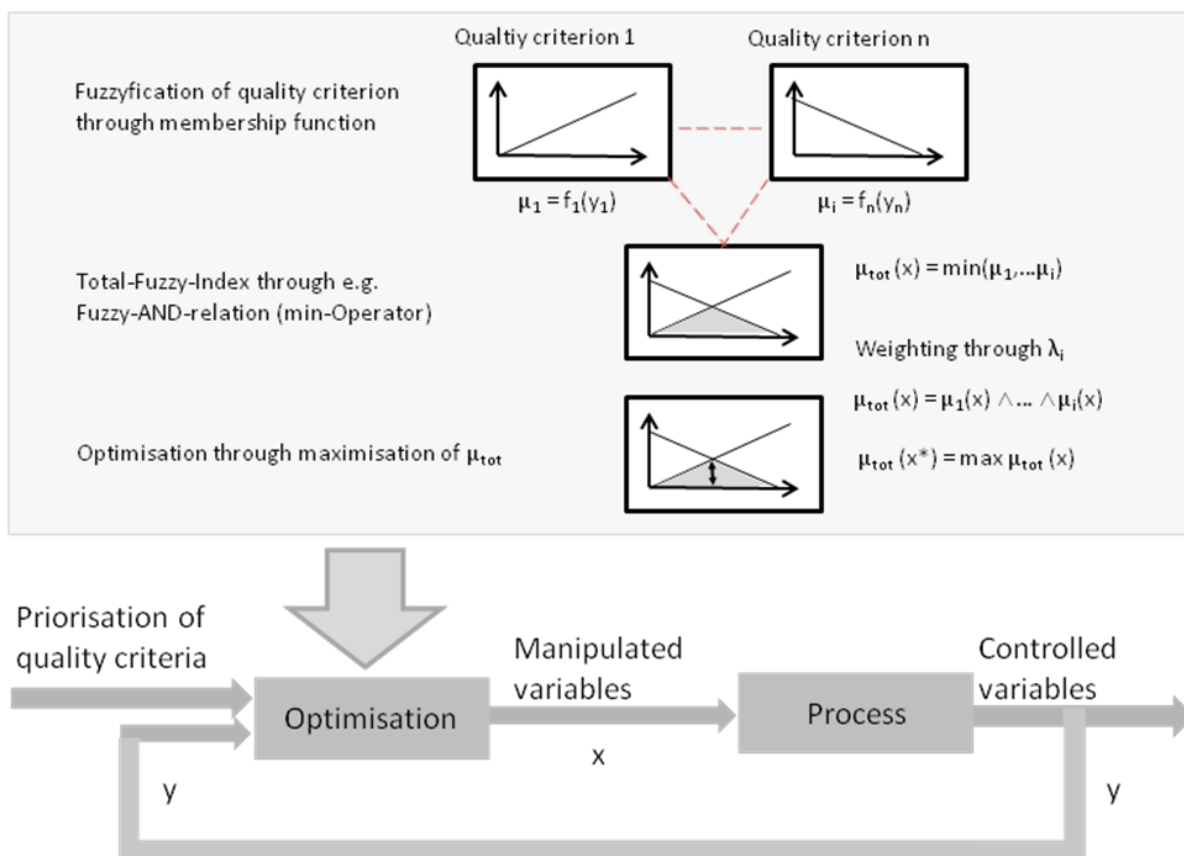 Qualtiy criterion 1
Quality criterion n
Fuzzyfication of quality criterion
through membership function
μ₁ = f₁(y₁)
μᵢ = fₙ(yₙ)
Total-Fuzzy-Index through e.g.
Fuzzy-AND-relation (min-Operator)
μₜₒₜ (x) = min(μ₁,...μᵢ)
Weighting through λᵢ
μₜₒₜ (x) = μ₁(x) ∧ ... ∧ μᵢ(x)
Optimisation through maximisation of μₜₒₜ
μₜₒₜ (x*) = max μₜₒₜ (x)
Priorisation of
quality criteria
Manipulated
variables
Controlled
variables
Optimisation
Process
x
y
y